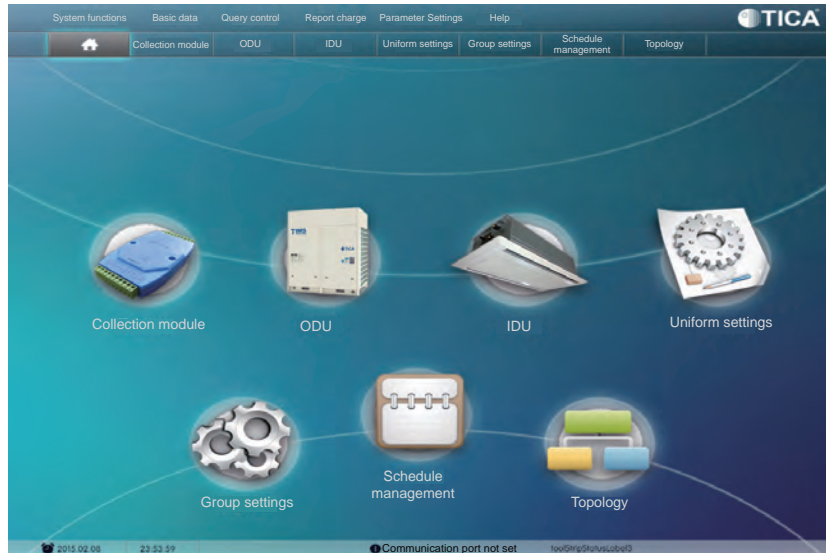 System functions Basic data Query control Report charge Parameter Settings Help
TICA
Collection module ODU IDU Uniform settings Group settings Schedule management Topology
TICA
Collection module ODU IDU Uniform settings
Group settings Schedule management Topology
2015.02.08 23:53:59 Communication port not set toolStripStatusLabel3